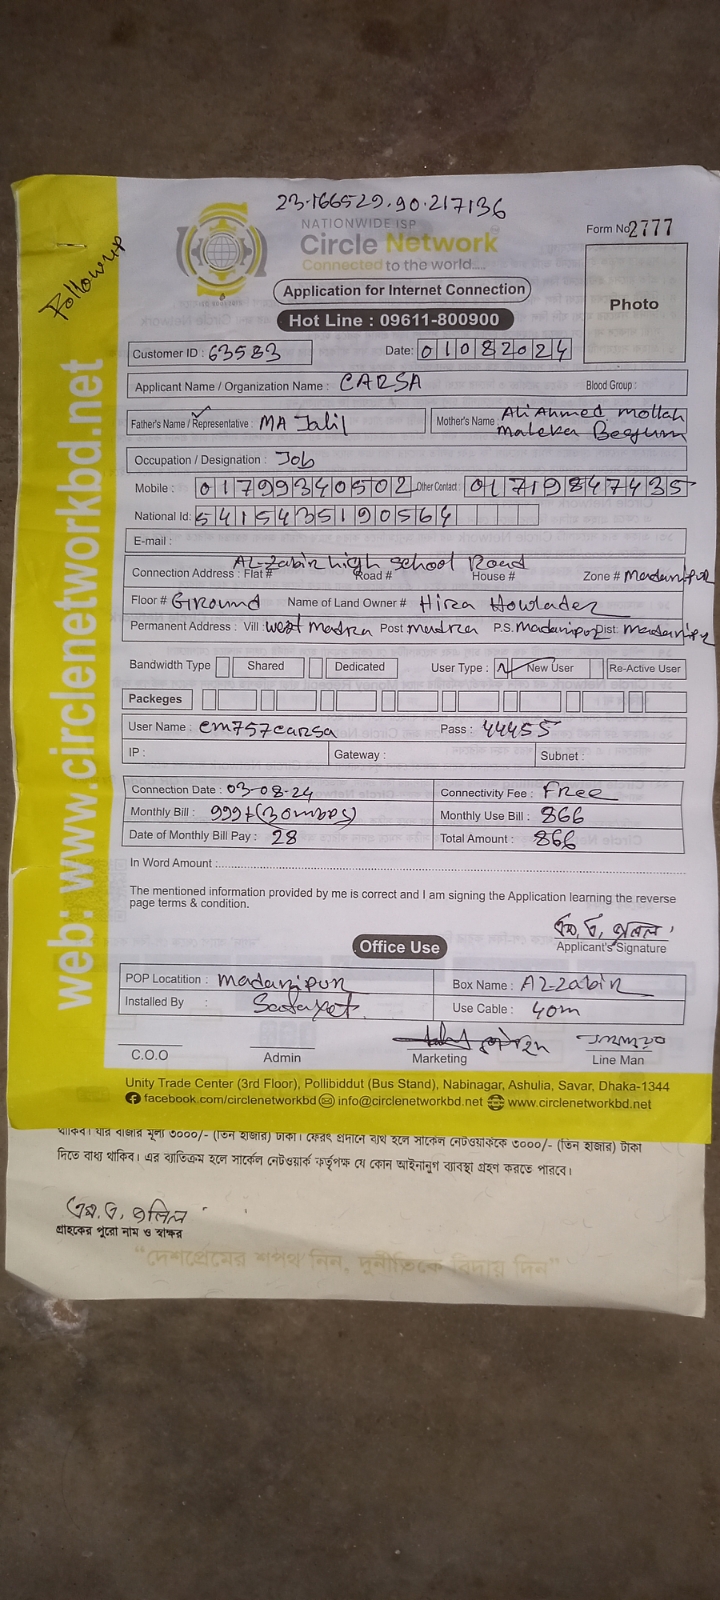 23.166529.90.217136
NATIONWIDE ISP
Circle Network
Connected to the world....
Form No 2777
Followup
Application for Internet Connection
Photo
Hot Line : 09611-800900
Customer ID : 63583 Date: 01082024
Applicant Name / Organization Name : CARSA Blood Group :
Father's Name / Representative : MA Jalil Mother's Name : Ali Ahmed Mollah
Maleka Begum
Occupation / Designation : Job
Mobile : 01799340502 Other Contact : 01719847435
National Id: 5415435190564
E-mail :
AL-Zabir high School Road
Connection Address : Flat # Road # House # Zone # Madaripur
Floor # Ground Name of Land Owner # Hira Howlader
Permanent Address : Vill : West Madra Post Madra P.S. Madaripur Dist. Madaripur
Bandwidth Type Shared Dedicated User Type : New User Re-Active User
Packeges
User Name : cm757carsa Pass : 44455
IP : Gateway : Subnet :
Connection Date : 03-08-24 Connectivity Fee : Free
Monthly Bill : 999+(30mbps) Monthly Use Bill : 866
Date of Monthly Bill Pay : 28 Total Amount : 866
In Word Amount :
The mentioned information provided by me is correct and I am signing the Application learning the reverse
page terms & condition.
এম, এ, জলিল
Applicant's Signature
Office Use
POP Locatition : Madaripur Box Name : AL-Zabir
Installed By : Use Cable : 40m
C.O.O Admin Marketing Line Man
web: www.circlenetworkbd.net
Unity Trade Center (3rd Floor), Pollibiddut (Bus Stand), Nabinagar, Ashulia, Savar, Dhaka-1344
facebook.com/circlenetworkbd info@circlenetworkbd.net www.circlenetworkbd.net
থাকিব। যার বাজার মূল্য ৩০০০/- (তিন হাজার) টাকা। ফেরৎ প্রদানে ব্যর্থ হলে সার্কেল নেটওয়ার্ককে ৩০০০/- (তিন হাজার) টাকা
দিতে বাধ্য থাকিব। এর ব্যতিক্রম হলে সার্কেল নেটওয়ার্ক কর্তৃপক্ষ যে কোন আইনানুগ ব্যবস্থা গ্রহণ করতে পারবে।
এম. এ. জলিল
গ্রাহকের পুরো নাম ও স্বাক্ষর
“দেশপ্রেমের শপথ নিন, দুর্নীতিকে বিদায় দিন”